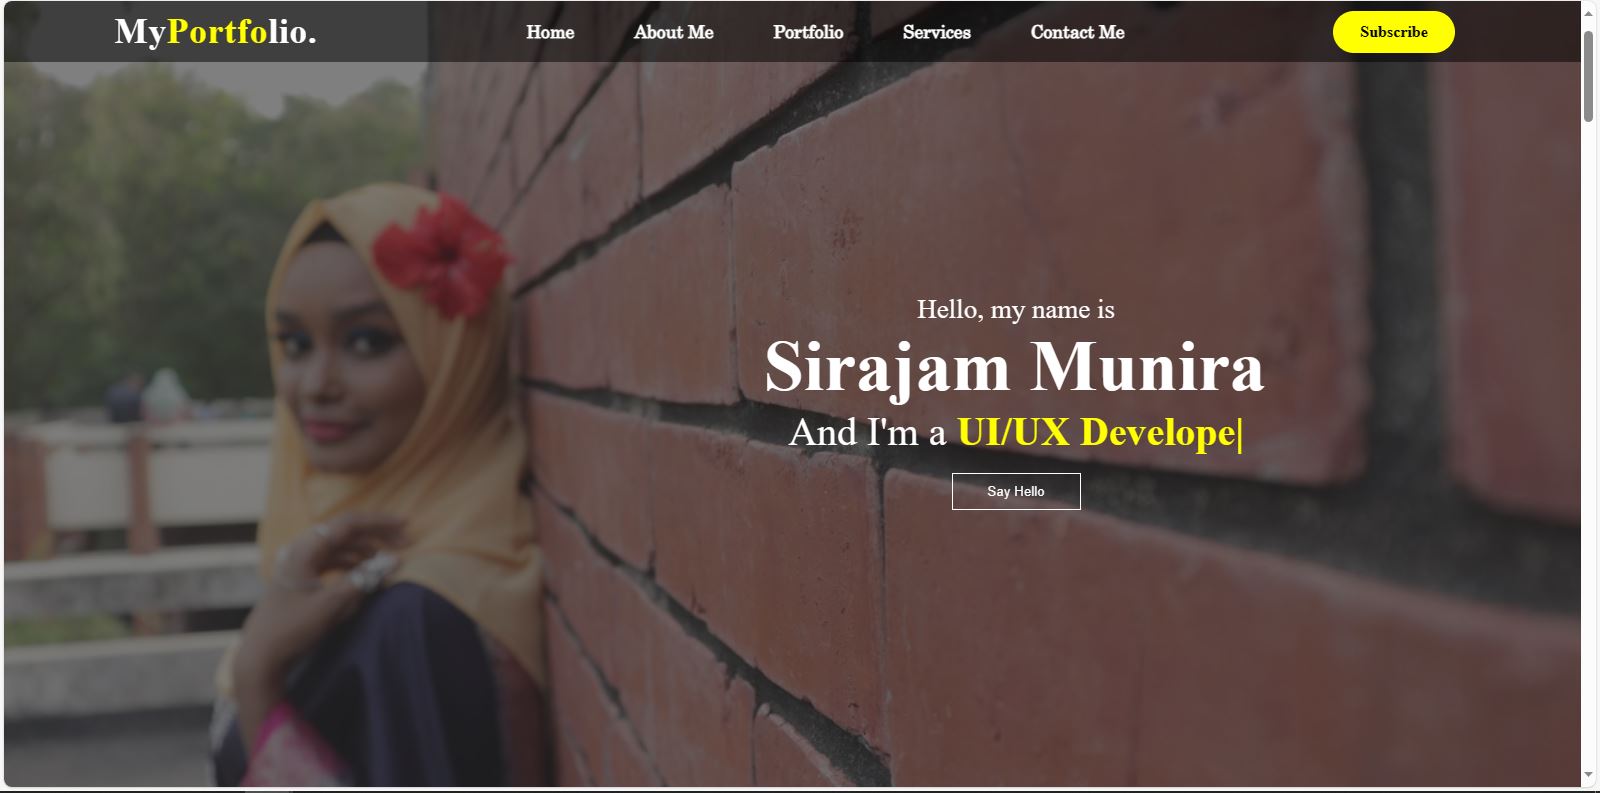 MyPortfolio.
Home About Me Portfolio Services Contact Me
Subscribe
Hello, my name is
Sirajam Munira
And I'm a UI/UX Develope|
Say Hello